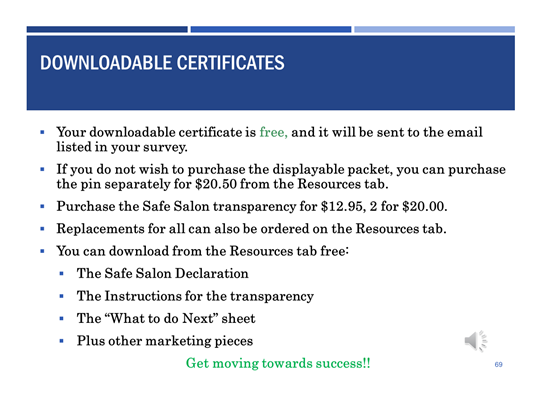 DOWNLOADABLE CERTIFICATES
▪ Your downloadable certificate is free, and it will be sent to the email
listed in your survey.
▪ If you do not wish to purchase the displayable packet, you can purchase
the pin separately for $20.50 from the Resources tab.
▪ Purchase the Safe Salon transparency for $12.95, 2 for $20.00.
▪ Replacements for all can also be ordered on the Resources tab.
▪ You can download from the Resources tab free:
▪ The Safe Salon Declaration
▪ The Instructions for the transparency
▪ The “What to do Next” sheet
▪ Plus other marketing pieces
Get moving towards success!!
69